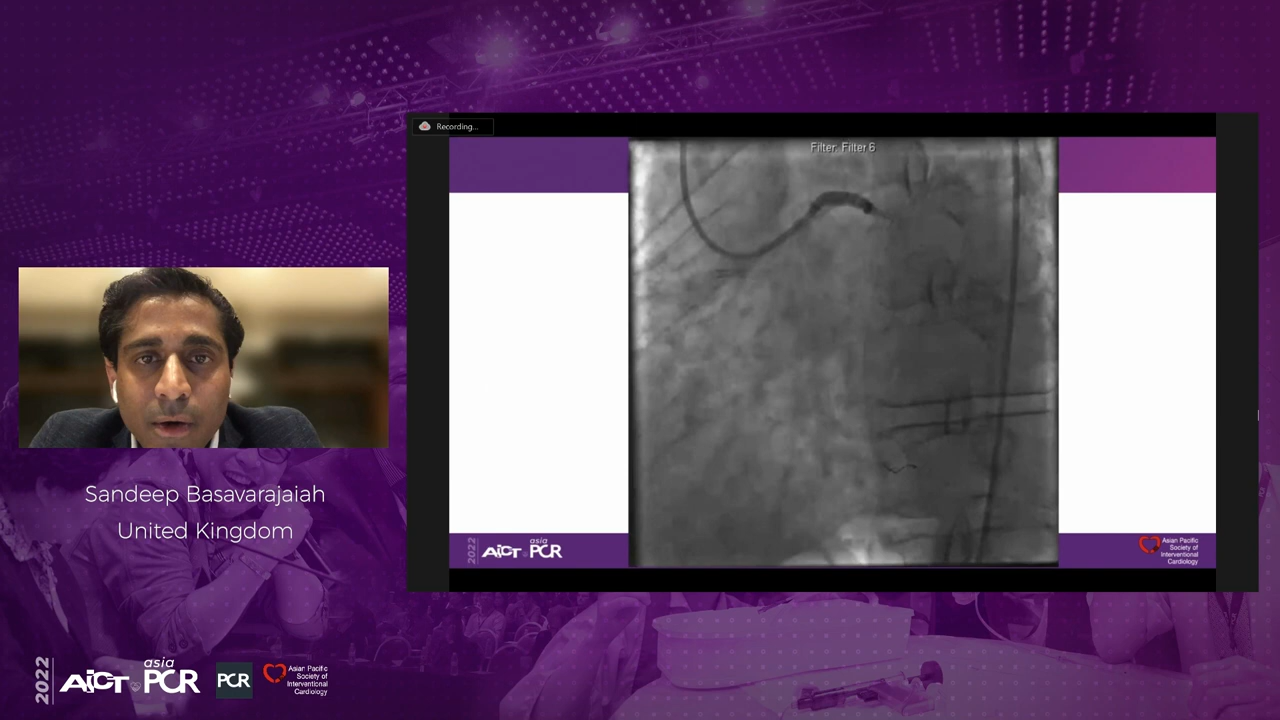 Recording...
Filter: Filter 6
Sandeep Basavarajaiah
United Kingdom
2022
AICT
asia
PCR
Asian Pacific
Society of
Interventional
Cardiology
2022
AICT
asia
PCR
PCR
Asian Pacific
Society of
Interventional
Cardiology